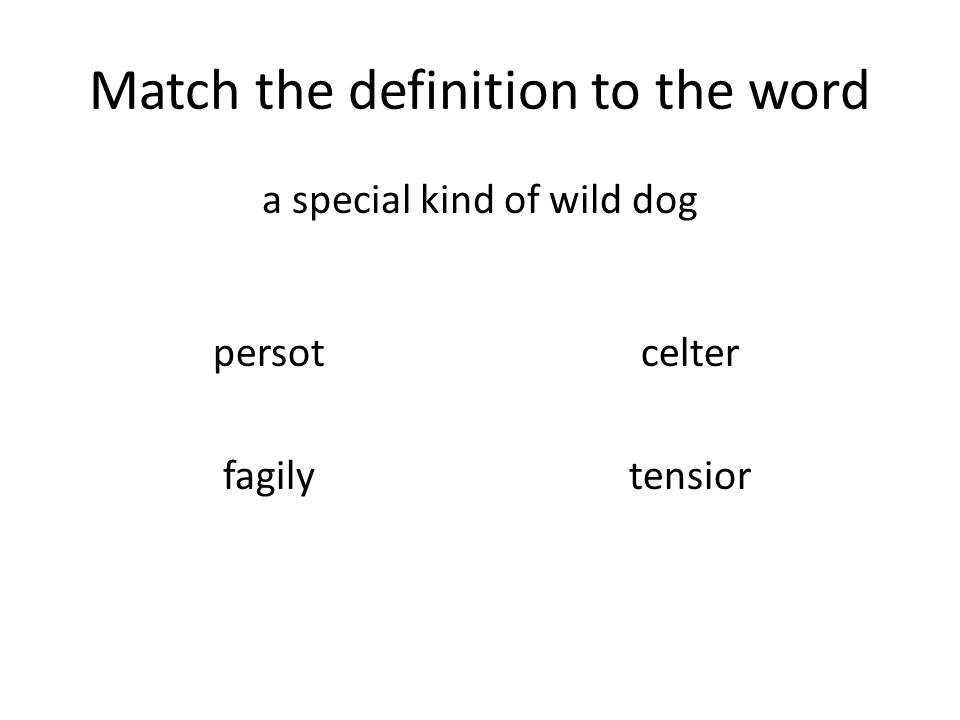 Match the definition to the word
a special kind of wild dog
persot celter
fagily tensior